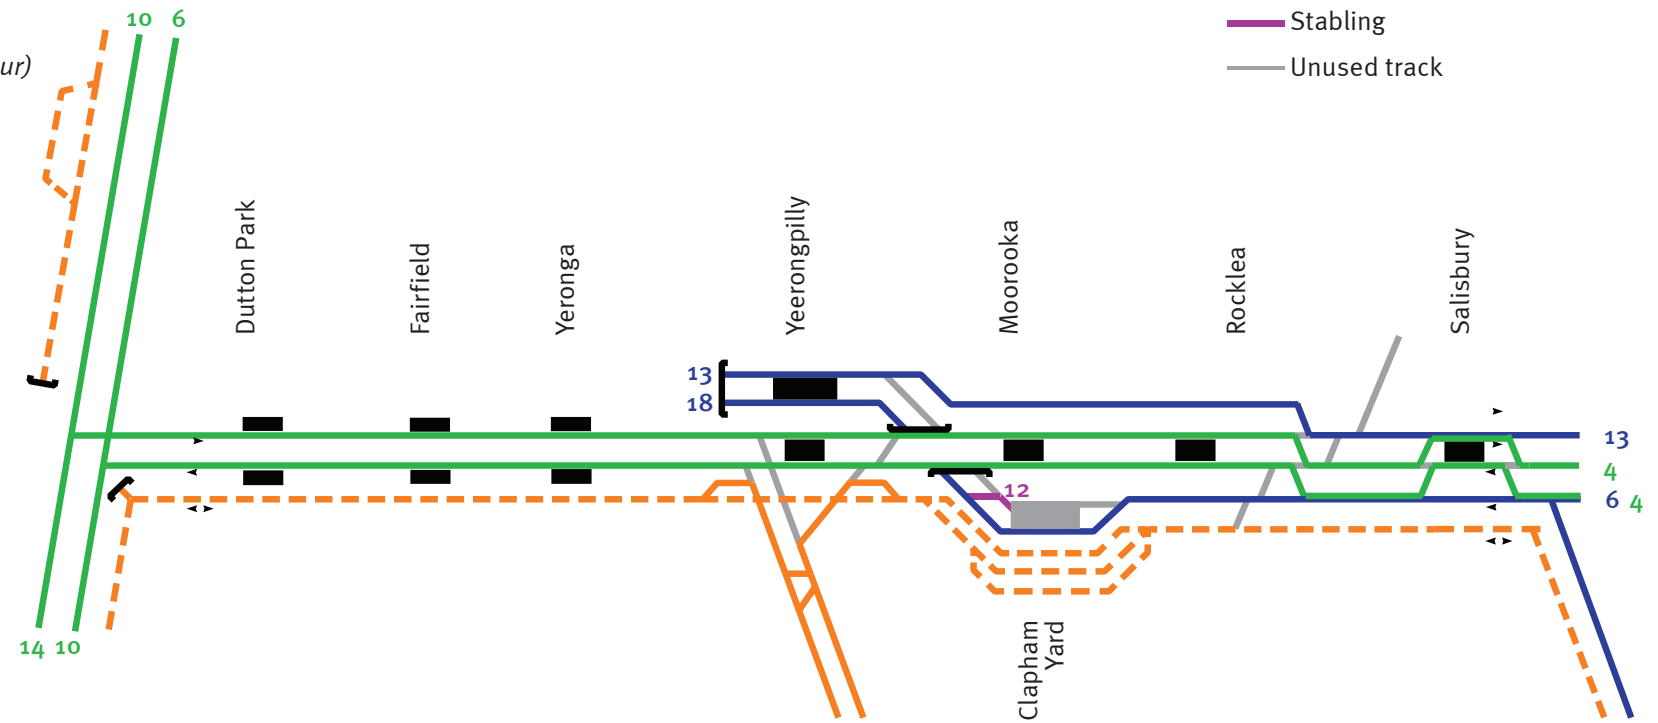 10 6
Stabling
ur)
Unused track
Dutton Park
Fairfield
Yeronga
Yeerongpilly
Moorooka
Rocklea
Salisbury
13
18
13
4
6 4
12
14 10
Clapham
Yard